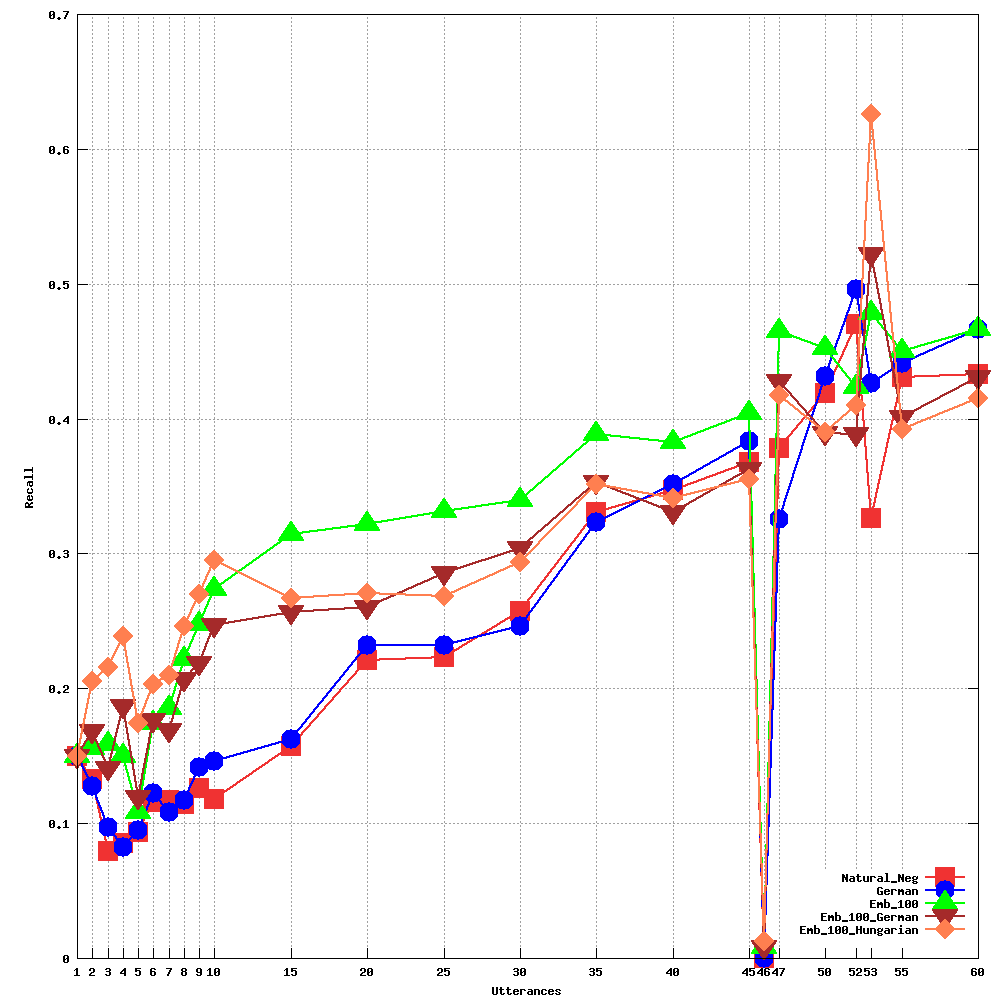 0.7
0.6
0.5
0.4
0.3
0.2
0.1
0
Recall
1 2 3 4 5 6 7 8 9 10 15 20 25 30 35 40 45 46 47 50 52 53 55 60
Utterances
Natural_Neg
German
Emb_100
Emb_100_German
Emb_100_Hungarian